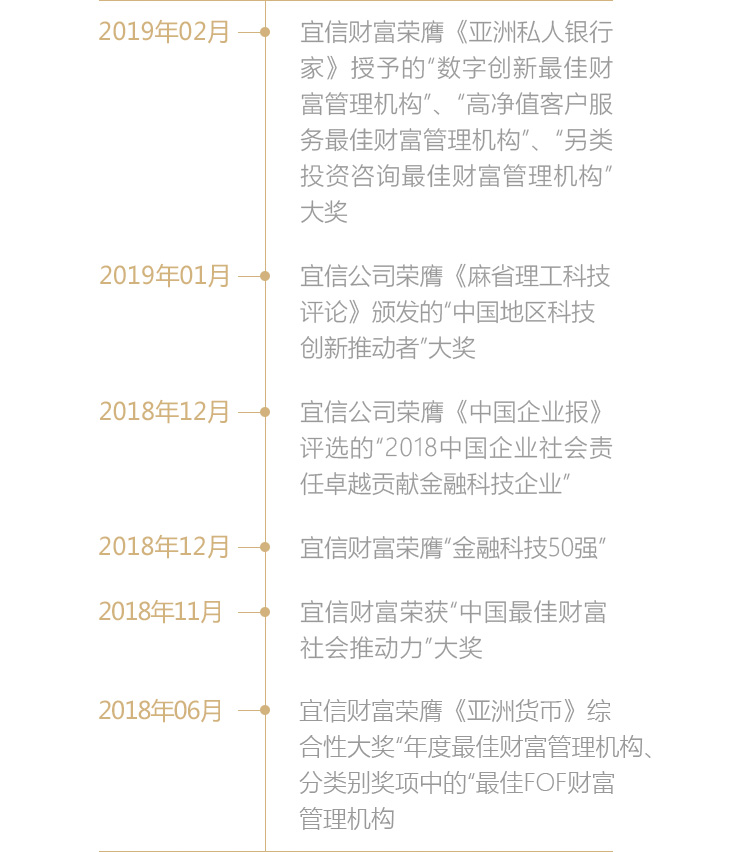 2019年02月
宜信财富荣膺《亚洲私人银行
家》授予的“数字创新最佳财
富管理机构”、“高净值客户服
务最佳财富管理机构”、“另类
投资咨询最佳财富管理机构”
大奖
2019年01月
宜信公司荣膺《麻省理工科技
评论》颁发的“中国地区科技
创新推动者”大奖
2018年12月
宜信公司荣膺《中国企业报》
评选的“2018中国企业社会责
任卓越贡献金融科技企业”
2018年12月
宜信财富荣膺“金融科技50强”
2018年11月
宜信财富荣获“中国最佳财富
社会推动力”大奖
2018年06月
宜信财富荣膺《亚洲货币》综
合性大奖“年度最佳财富管理机构、
分类别奖项中的“最佳FOF财富
管理机构